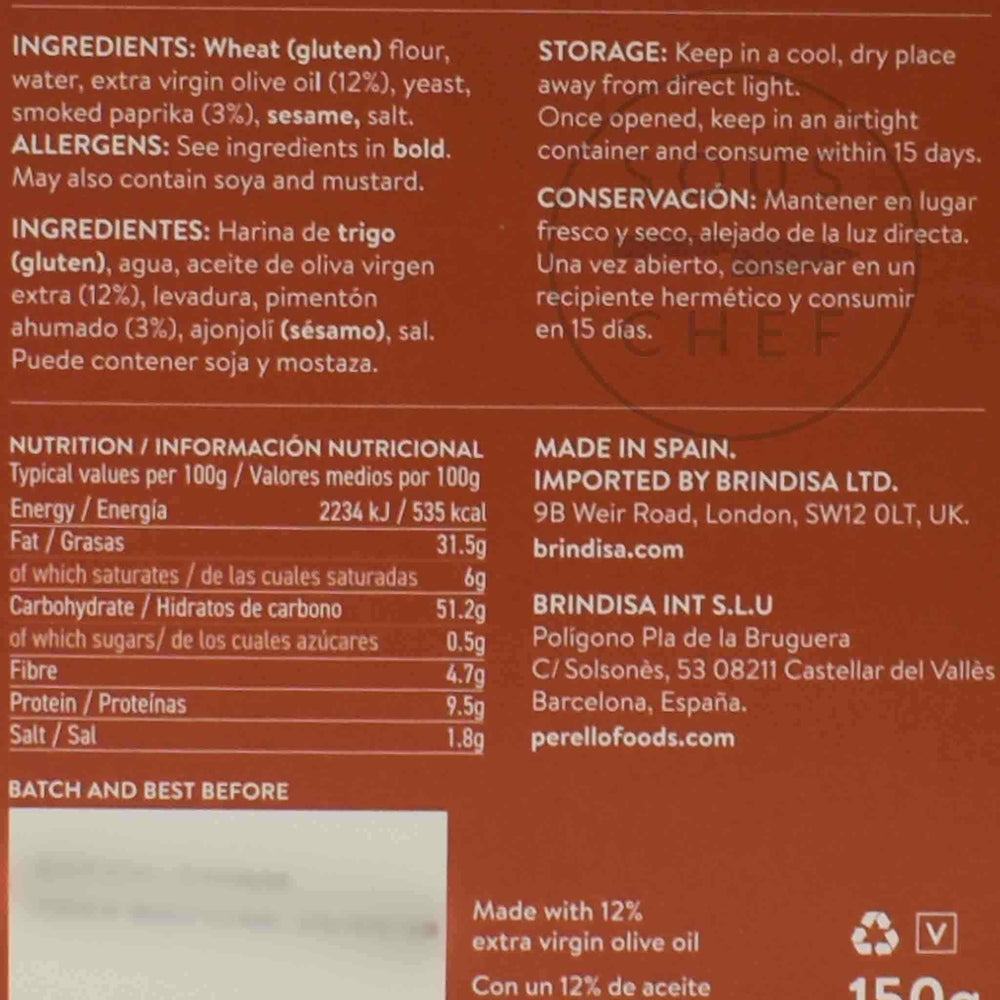 INGREDIENTS: Wheat (gluten) flour,
water, extra virgin olive oil (12%), yeast,
smoked paprika (3%), sesame, salt.
ALLERGENS: See ingredients in bold.
May also contain soya and mustard.
INGREDIENTES: Harina de trigo
(gluten), agua, aceite de oliva virgen
extra (12%), levadura, pimentón
ahumado (3%), ajonjolí (sésamo), sal.
Puede contener soja y mostaza.
STORAGE: Keep in a cool, dry place
away from direct light.
Once opened, keep in an airtight
container and consume within 15 days.
CONSERVACIÓN: Mantener en lugar
fresco y seco, alejado de la luz directa.
Una vez abierto, conservar en un
recipiente hermético y consumir
en 15 días.
SOUS
CHEF
NUTRITION / INFORMACIÓN NUTRICIONAL
Typical values per 100g / Valores medios por 100g
Energy / Energía 2234 kJ / 535 kcal
Fat / Grasas 31.5g
of which saturates / de las cuales saturadas 6g
Carbohydrate / Hidratos de carbono 51.2g
of which sugars/ de los cuales azúcares 0.5g
Fibre 4.7g
Protein / Proteínas 9.5g
Salt / Sal 1.8g
MADE IN SPAIN.
IMPORTED BY BRINDISA LTD.
9B Weir Road, London, SW12 0LT, UK.
brindisa.com
BRINDISA INT S.L.U
Polígono Pla de la Bruguera
C/ Solsonès, 53 08211 Castellar del Vallès
Barcelona, España.
perellofoods.com
BATCH AND BEST BEFORE
Made with 12%
extra virgin olive oil
Con un 12% de aceite
V
150g